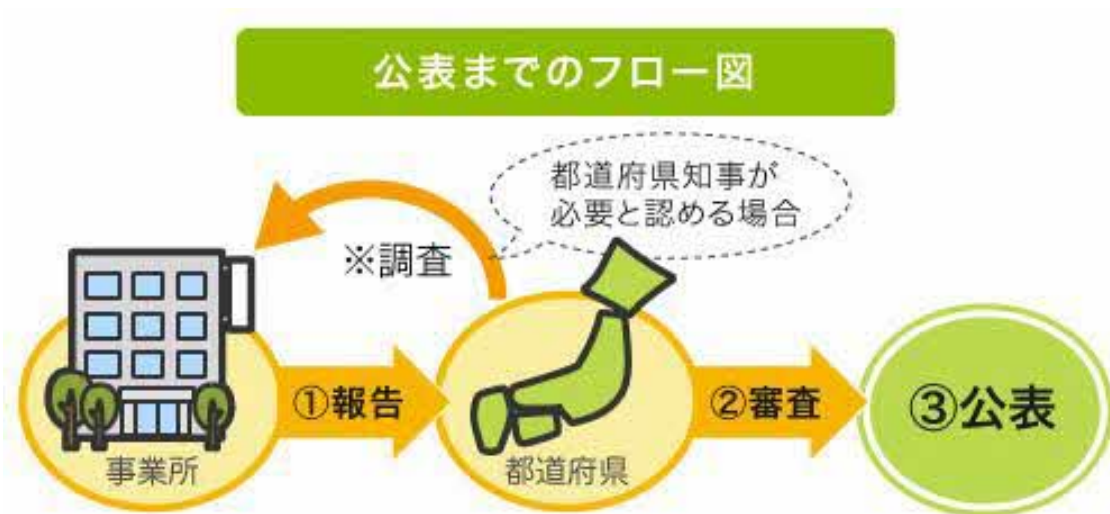 公表までのフロー図
都道府県知事が
必要と認める場合
※調査
①報告
②審査
③公表
事業所
都道府県